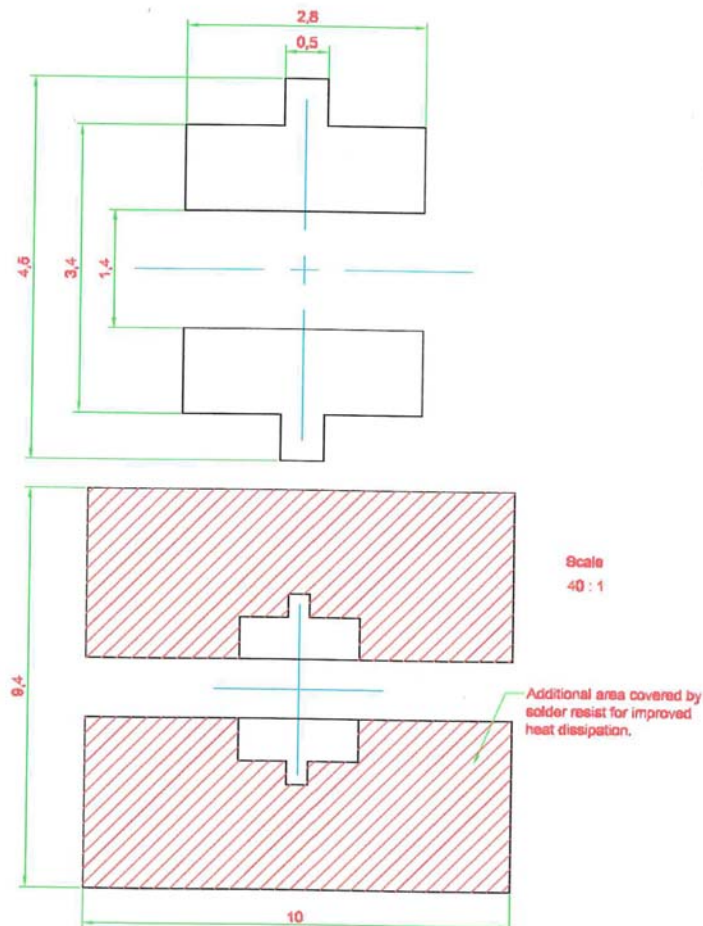 2,8
0,5
4,5
3,4
1,4
Scale
40 : 1
9,4
Additional area covered by
solder resist for improved
heat dissipation.
10